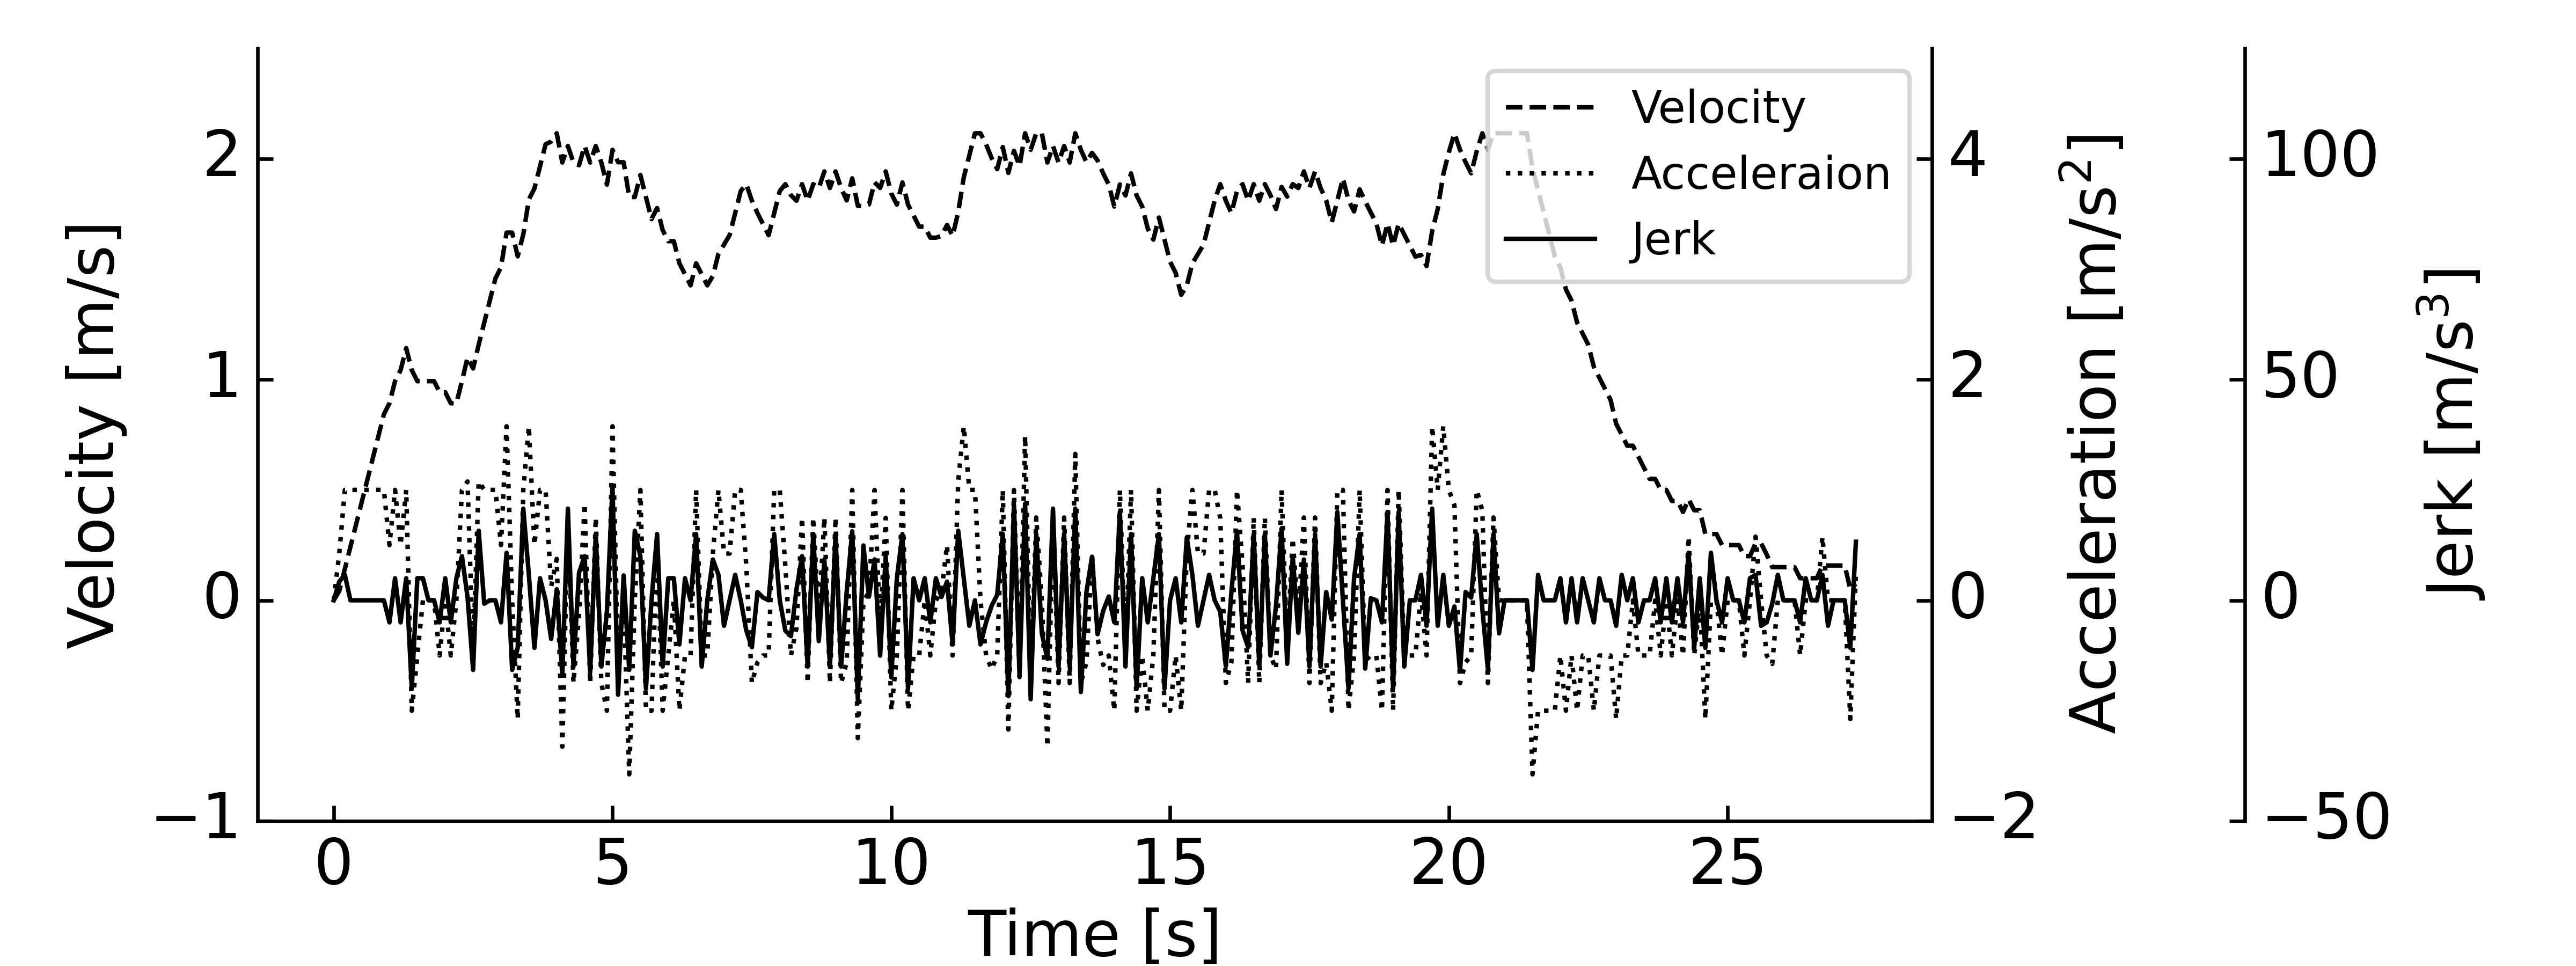 Velocity [m/s]
2
1
0
−1
Velocity
Acceleraion
Jerk
4
2
0
−2
Acceleration [m/s²]
100
50
0
−50
Jerk [m/s³]
0 5 10 15 20 25
Time [s]